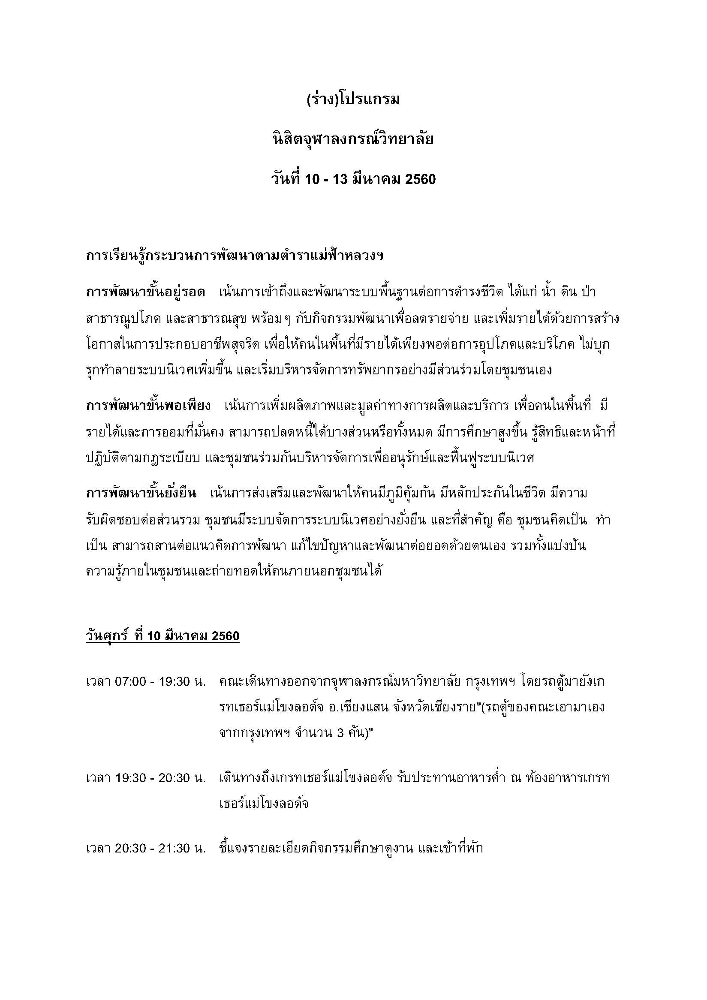 (ร่าง)โปรแกรม
นิสิตจุฬาลงกรณ์วิทยาลัย
วันที่ 10 - 13 มีนาคม 2560
การเรียนรู้กระบวนการพัฒนาตามตำราแม่ฟ้าหลวงฯ
การพัฒนาขั้นอยู่รอด เน้นการเข้าถึงและพัฒนาระบบพื้นฐานต่อการดำรงชีวิต ได้แก่ น้ำ ดิน ป่า
สาธารณูปโภค และสาธารณสุข พร้อมๆ กับกิจกรรมพัฒนาเพื่อลดรายจ่าย และเพิ่มรายได้ด้วยการสร้าง
โอกาสในการประกอบอาชีพสุจริต เพื่อให้คนในพื้นที่มีรายได้เพียงพอต่อการอุปโภคและบริโภค ไม่บุก
รุกทำลายระบบนิเวศเพิ่มขึ้น และเริ่มบริหารจัดการทรัพยากรอย่างมีส่วนร่วมโดยชุมชนเอง
การพัฒนาขั้นพอเพียง เน้นการเพิ่มผลิตภาพและมูลค่าทางการผลิตและบริการ เพื่อคนในพื้นที่ มี
รายได้และการออมที่มั่นคง สามารถปลดหนี้ได้บางส่วนหรือทั้งหมด มีการศึกษาสูงขึ้น รู้สิทธิและหน้าที่
ปฏิบัติตามกฎระเบียบ และชุมชนร่วมกันบริหารจัดการเพื่ออนุรักษ์และฟื้นฟูระบบนิเวศ
การพัฒนาขั้นยั่งยืน เน้นการส่งเสริมและพัฒนาให้คนมีภูมิคุ้มกัน มีหลักประกันในชีวิต มีความ
รับผิดชอบต่อส่วนรวม ชุมชนมีระบบจัดการระบบนิเวศอย่างยั่งยืน และที่สำคัญ คือ ชุมชนคิดเป็น ทำ
เป็น สามารถสานต่อแนวคิดการพัฒนา แก้ไขปัญหาและพัฒนาต่อยอดด้วยตนเอง รวมทั้งแบ่งปัน
ความรู้ภายในชุมชนและถ่ายทอดให้คนภายนอกชุมชนได้
วันศุกร์ ที่ 10 มีนาคม 2560
เวลา 07:00 - 19:30 น. คณะเดินทางออกจากจุฬาลงกรณ์มหาวิทยาลัย กรุงเทพฯ โดยรถตู้มายังเก
รทเธอร์แม่โขงลอด์จ อ.เชียงแสน จังหวัดเชียงราย"(รถตู้ของคณะเอามาเอง
จากกรุงเทพฯ จำนวน 3 คัน)"
เวลา 19:30 - 20:30 น. เดินทางถึงเกรทเธอร์แม่โขงลอด์จ รับประทานอาหารค่ำ ณ ห้องอาหารเกรท
เธอร์แม่โขงลอด์จ
เวลา 20:30 - 21:30 น. ชี้แจงรายละเอียดกิจกรรมศึกษาดูงาน และเข้าที่พัก